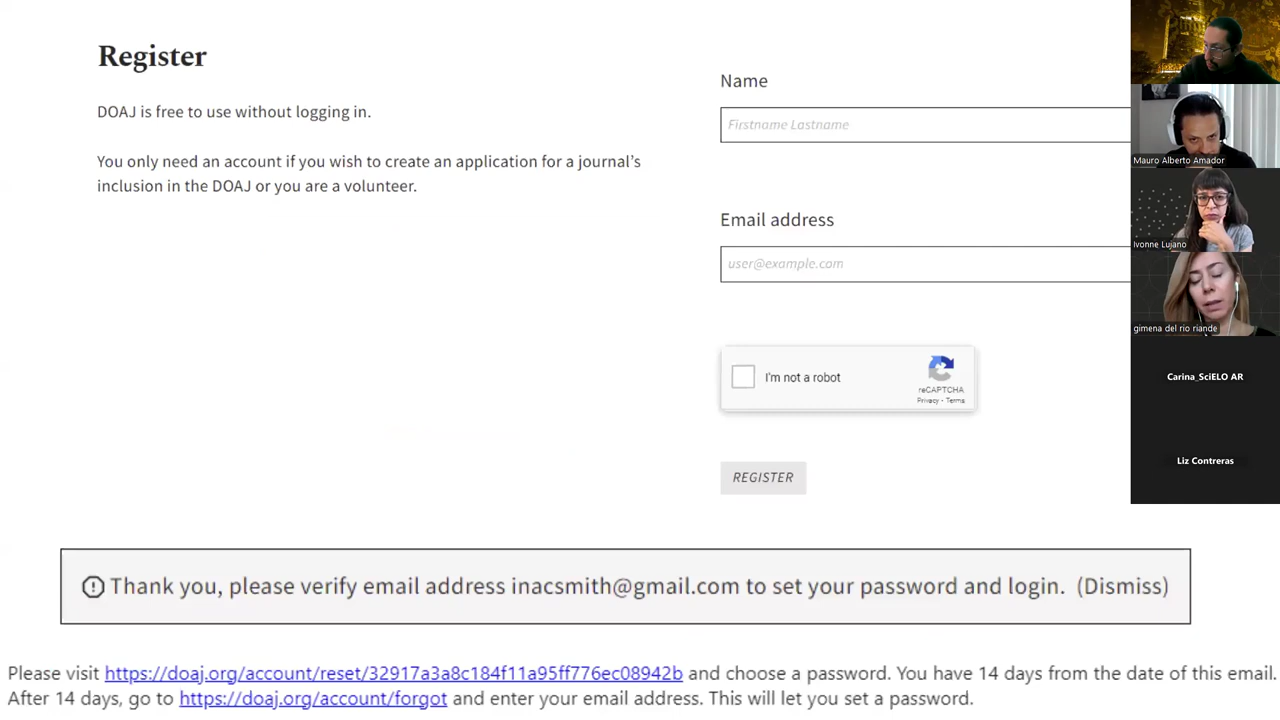 Register
DOAJ is free to use without logging in.
You only need an account if you wish to create an application for a journal’s
inclusion in the DOAJ or you are a volunteer.
Name
Firstname Lastname
Email address
user@example.com
I'm not a robot
reCAPTCHA
Privacy - Terms
REGISTER
Thank you, please verify email address inacsmith@gmail.com to set your password and login. (Dismiss)
Please visit https://doaj.org/account/reset/32917a3a8c184f11a95ff776ec08942b and choose a password. You have 14 days from the date of this email.
After 14 days, go to https://doaj.org/account/forgot and enter your email address. This will let you set a password.
Mauro Alberto Amador
Ivonne Lujano
gimena del rio riande
Carina_SciELO AR
Liz Contreras